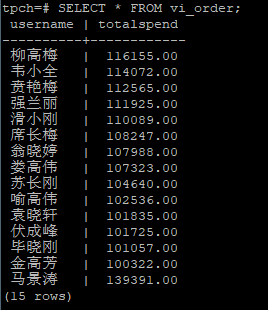 tpch=# SELECT * FROM vi_order;
username | totalspend
----------+------------
柳高梅 | 116155.00
韦小全 | 114072.00
贲艳梅 | 112565.00
强兰丽 | 111925.00
滑小刚 | 110089.00
席长梅 | 108247.00
翁晓婷 | 107988.00
娄高芳 | 107323.00
苏长刚 | 104640.00
喻高梅 | 102536.00
袁晓轩 | 101835.00
伏成峰 | 101725.00
毕晓刚 | 101057.00
金高芳 | 100322.00
马景涛 | 139391.00
(15 rows)